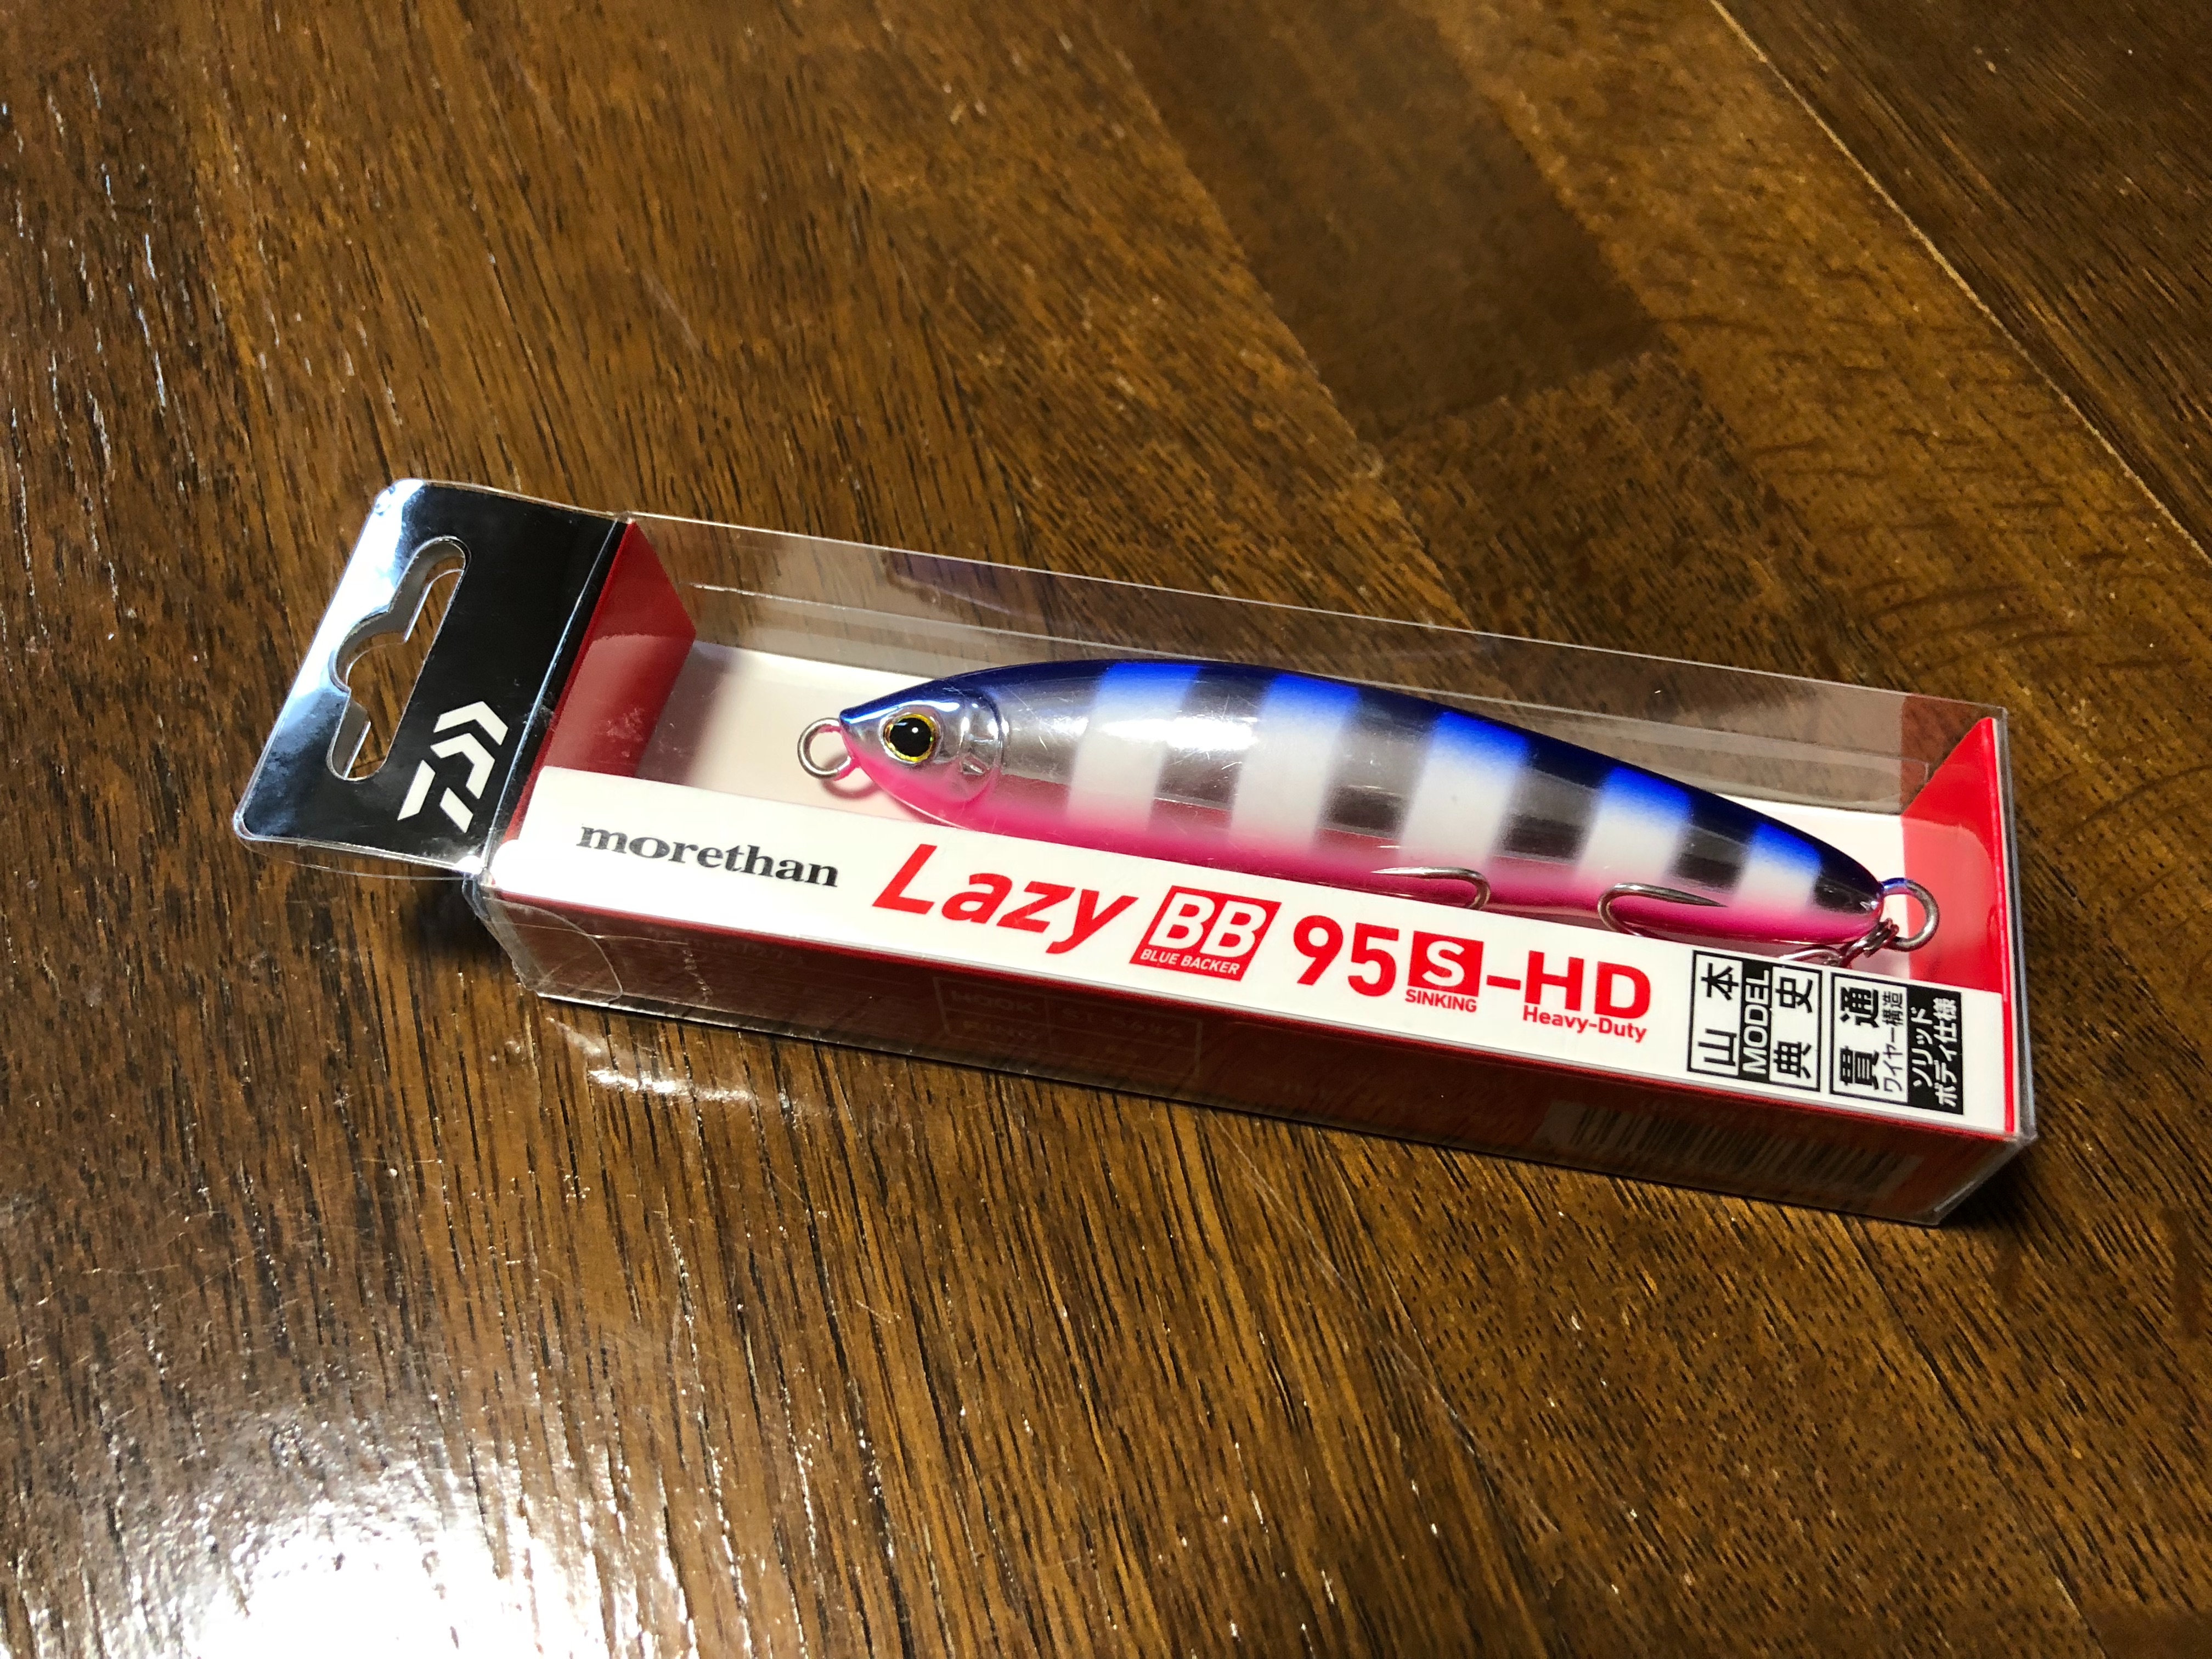 morethan Lazy BB 95 S-HD
BLUE BACKER SINKING Heavy-Duty
山本
MODEL
典史
貫通
ワイヤー構造
ソリッド
ボディ仕様
HOOK